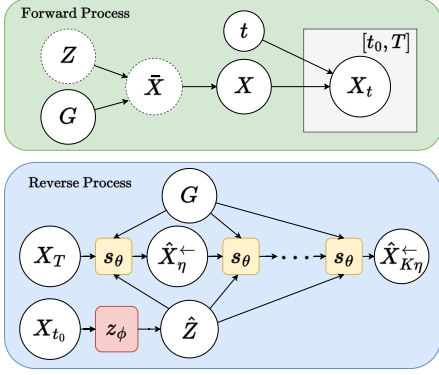 Forward Process
t
[t₀, T]
Z
X̄
X
Xₜ
G
Reverse Process
G
X_T
s_θ
X̂_η^←
s_θ
···
s_θ
X̂_{Kη}^←
X_{t₀}
z_ϕ
Ẑ